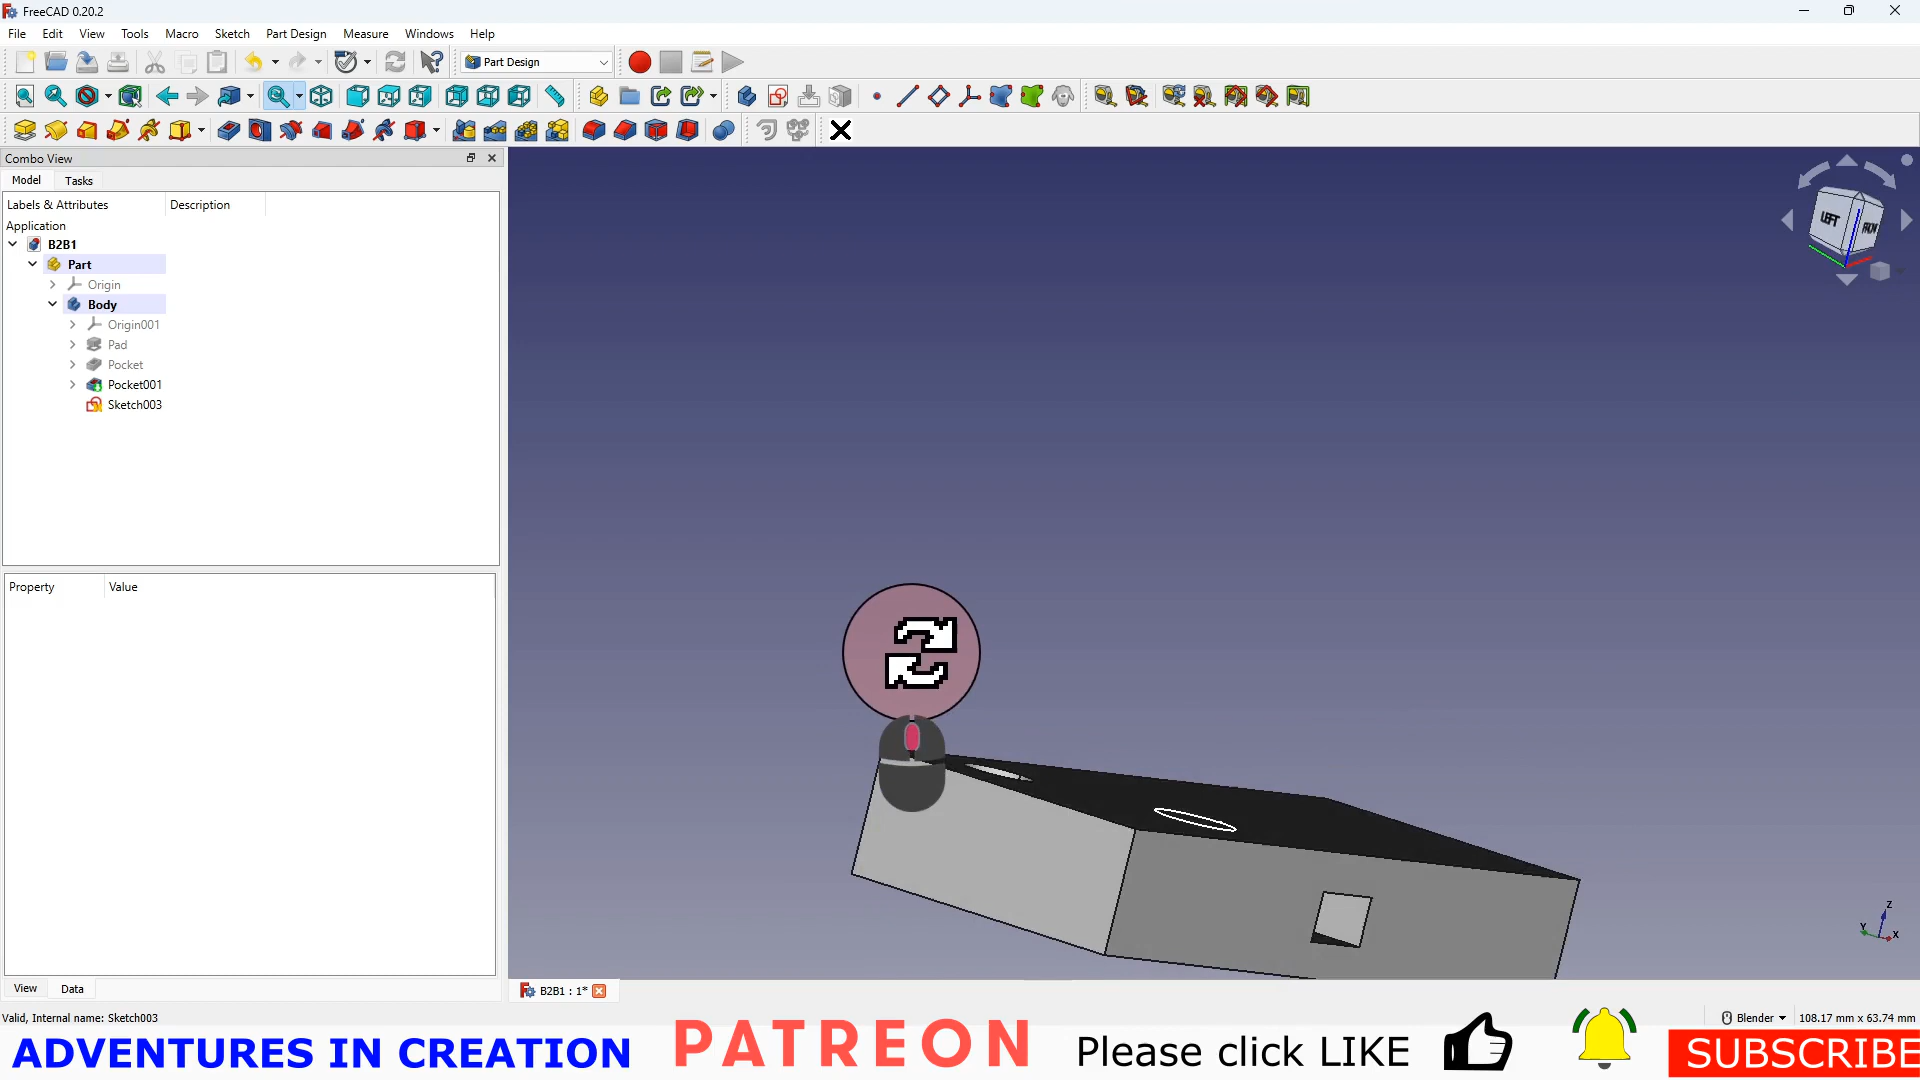 FreeCAD 0.20.2
File Edit View Tools Macro Sketch Part Design Measure Windows Help
Part Design
Combo View
Model Tasks
Labels & Attributes Description
Application
B2B1
Part
Origin
Body
Origin001
Pad
Pocket
Pocket001
Sketch003
LEFT
FRONT
Property Value
Z
Y
X
View Data
B2B1 : 1*
Valid, Internal name: Sketch003
Blender 108.17 mm x 63.74 mm
ADVENTURES IN CREATION PATREON Please click LIKE SUBSCRIBE